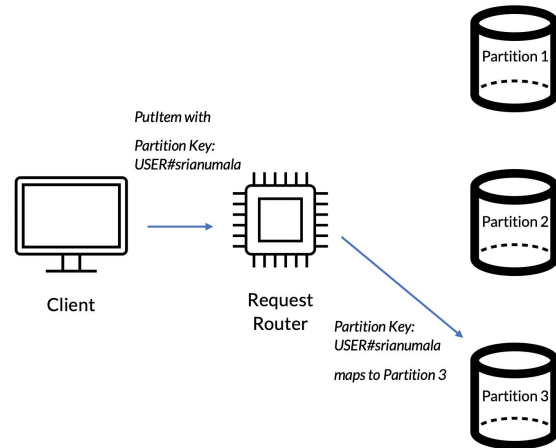 Partition 1
PutItem with
Partition Key:
USER#srianumala
Partition 2
Client
Request
Router
Partition Key:
USER#srianumala
maps to Partition 3
Partition 3